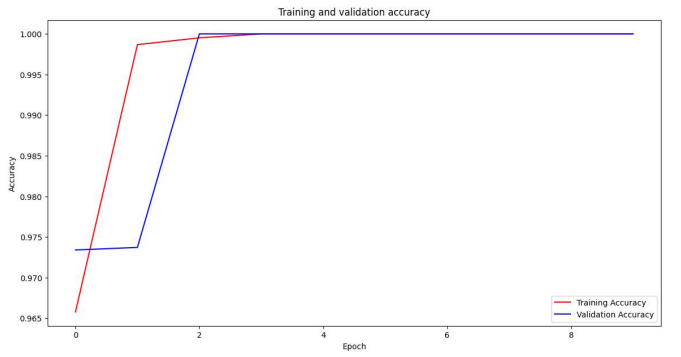 Training and validation accuracy
1.000
0.995
0.990
0.985
0.980
0.975
0.970
0.965
Accuracy
0
2
4
6
8
Epoch
Training Accuracy
Validation Accuracy